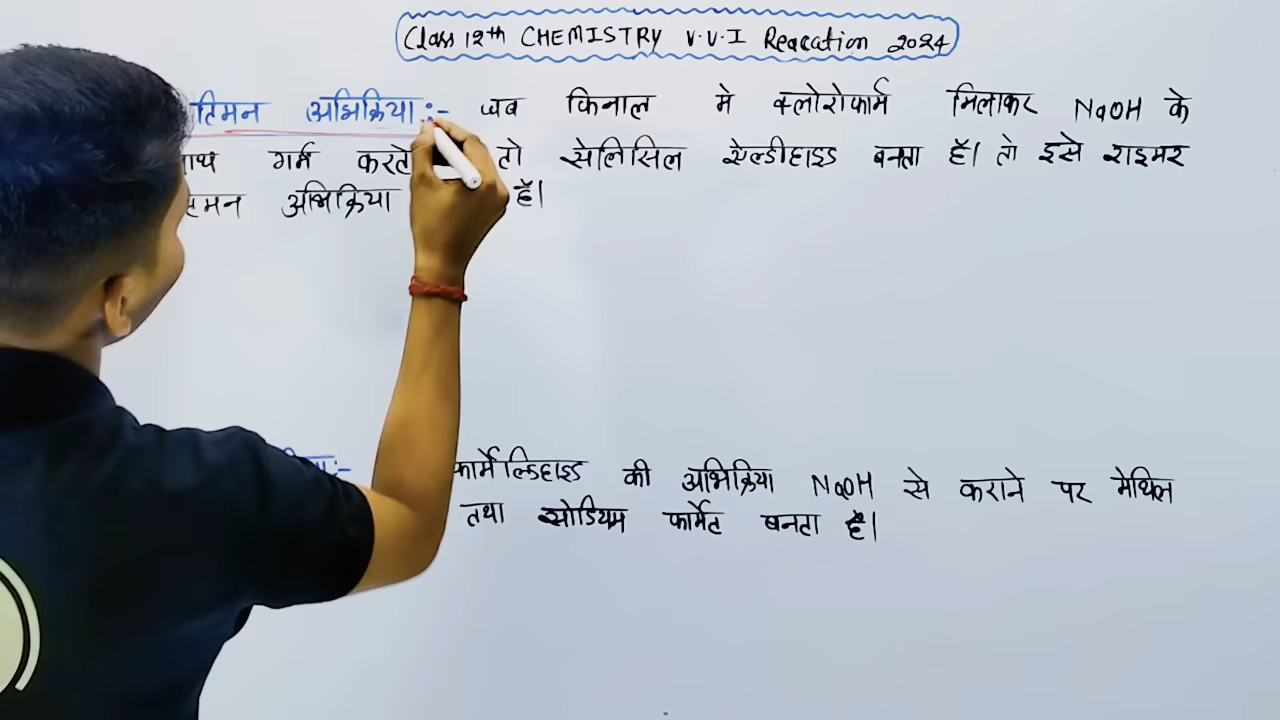 Class 12th CHEMISTRY V.V.I Reacation 2024
तिमन अभिक्रिया :- जब फिनाल मे क्लोरोफार्म मिलाकर NaOH के
गर्म करते तो सेलिसिल ऐल्डीहाइड बनता है। तो इसे राइमर
अभिक्रिया है।
फार्मेल्डिहाइड की अभिक्रिया NaOH से कराने पर मेथिल
तथा सोडियम फार्मेट बनता है।